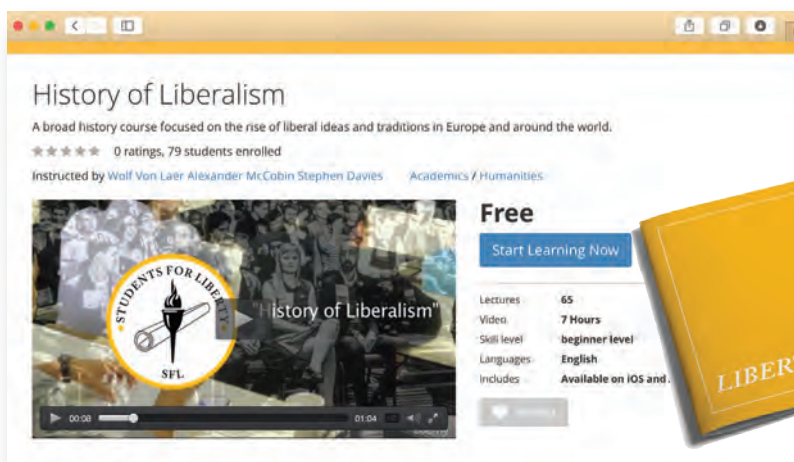 History of Liberalism
A broad history course focused on the rise of liberal ideas and traditions in Europe and around the world.
0 ratings, 79 students enrolled
Instructed by Wolf Von Laer Alexander McCobin Stephen Davies Academics / Humanities
STUDENTS FOR LIBERTY
SFL
"History of Liberalism"
00:00
01:04
Free
Start Learning Now
Lectures 65
Video 7 Hours
Skill level beginner level
Languages English
Includes Available on iOS and
LIBER